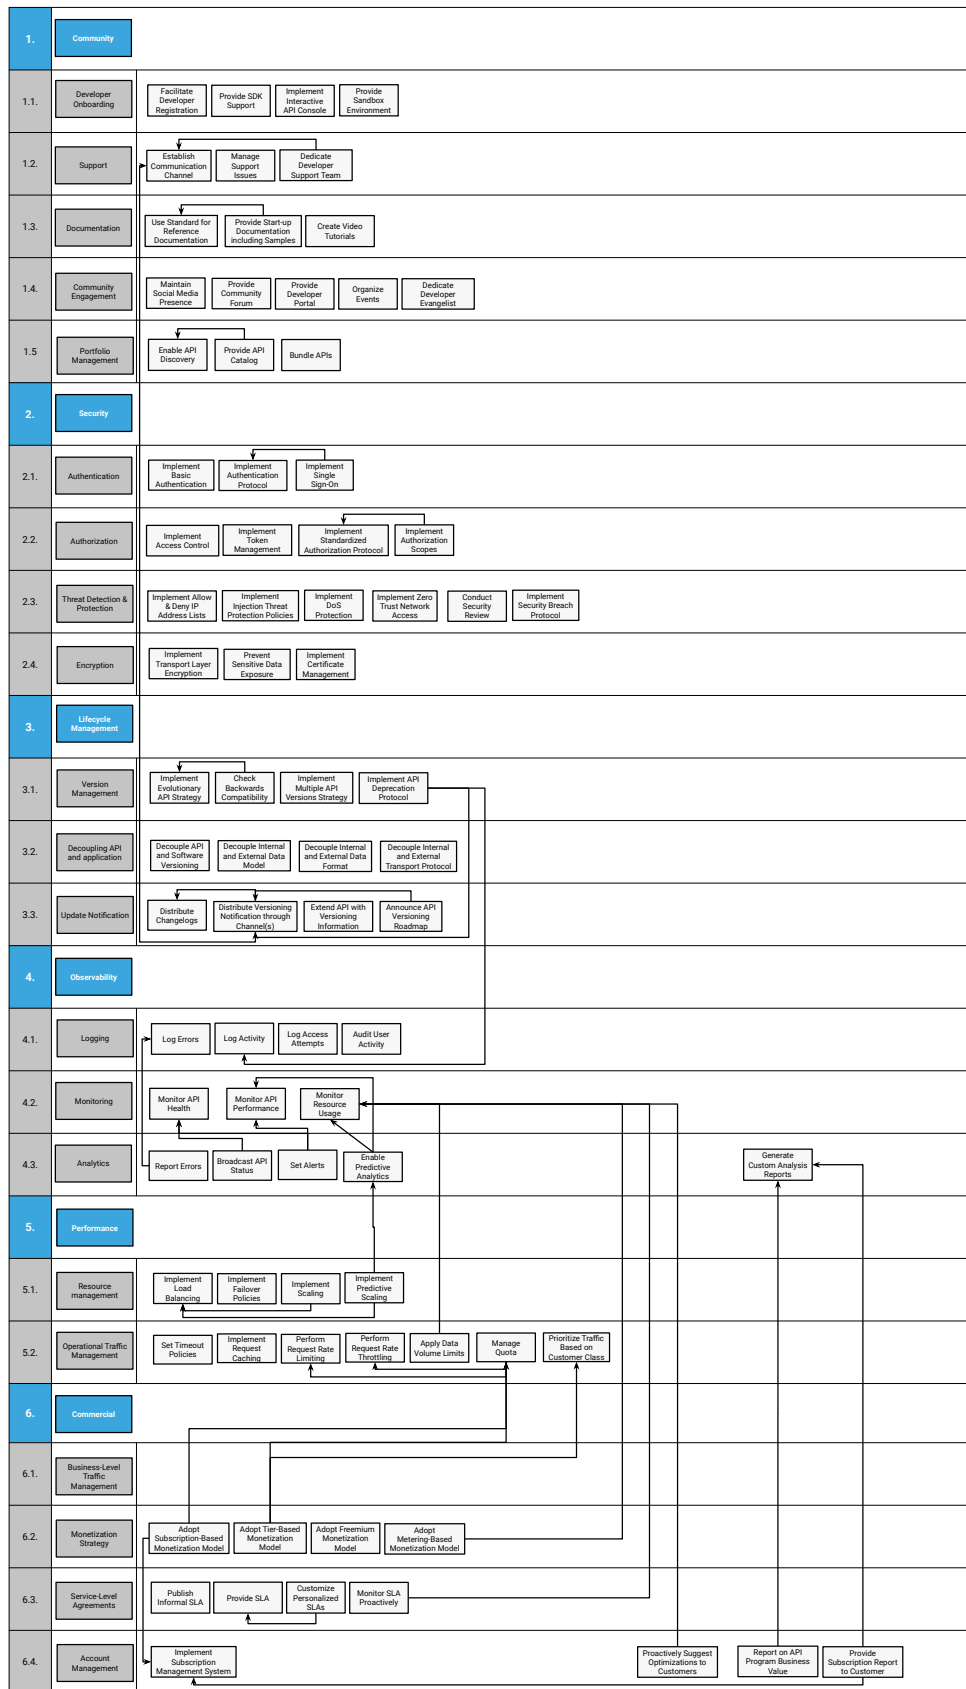 1.
Community
1.1.
Developer
Onboarding
Facilitate
Developer
Registration
Provide SDK
Support
Implement
Interactive
API Console
Provide
Sandbox
Environment
1.2.
Support
Establish
Communication
Channel
Manage
Support
Issues
Dedicate
Developer
Support Team
1.3.
Documentation
Use Standard for
Reference
Documentation
Provide Start-up
Documentation
including Samples
Create Video
Tutorials
1.4.
Community
Engagement
Maintain
Social Media
Presence
Provide
Community
Forum
Provide
Developer
Portal
Organize
Events
Dedicate
Developer
Evangelist
1.5
Portfolio
Management
Enable API
Discovery
Provide API
Catalog
Bundle APIs
2.
Security
2.1.
Authentication
Implement
Basic
Authentication
Implement
Authentication
Protocol
Implement
Single
Sign-On
2.2.
Authorization
Implement
Access Control
Implement
Token
Management
Implement
Standardized
Authorization Protocol
Implement
Authorization
Scopes
2.3.
Threat Detection &
Protection
Implement Allow
& Deny IP
Address Lists
Implement
Injection Threat
Protection Policies
Implement
DoS
Protection
Implement Zero
Trust Network
Access
Conduct
Security
Review
Implement
Security Breach
Protocol
2.4.
Encryption
Implement
Transport Layer
Encryption
Prevent
Sensitive Data
Exposure
Implement
Certificate
Management
3.
Lifecycle
Management
3.1.
Version
Management
Implement
Evolutionary
API Strategy
Check
Backwards
Compatibility
Implement
Multiple API
Versions Strategy
Implement API
Deprecation
Protocol
3.2.
Decoupling API
and application
Decouple API
and Software
Versioning
Decouple Internal
and External Data
Model
Decouple Internal
and External Data
Format
Decouple Internal
and External
Transport Protocol
3.3.
Update Notification
Distribute
Changelogs
Distribute Versioning
Notification through
Channel(s)
Extend API with
Versioning
Information
Announce API
Versioning
Roadmap
4.
Observability
4.1.
Logging
Log Errors
Log Activity
Log Access
Attempts
Audit User
Activity
4.2.
Monitoring
Monitor API
Health
Monitor API
Performance
Monitor
Resource
Usage
4.3.
Analytics
Report Errors
Broadcast API
Status
Set Alerts
Enable
Predictive
Analytics
Generate
Custom Analysis
Reports
5.
Performance
5.1.
Resource
management
Implement
Load
Balancing
Implement
Failover
Policies
Implement
Scaling
Implement
Predictive
Scaling
5.2.
Operational Traffic
Management
Set Timeout
Policies
Implement
Request
Caching
Perform
Request Rate
Limiting
Perform
Request Rate
Throttling
Apply Data
Volume Limits
Manage
Quota
Prioritize Traffic
Based on
Customer Class
6.
Commercial
6.1.
Business-Level
Traffic
Management
6.2.
Monetization
Strategy
Adopt
Subscription-Based
Monetization Model
Adopt Tier-Based
Monetization
Model
Adopt Freemium
Monetization
Model
Adopt
Metering-Based
Monetization Model
6.3.
Service-Level
Agreements
Publish
Informal SLA
Provide SLA
Customize
Personalized
SLAs
Monitor SLA
Proactively
6.4.
Account
Management
Implement
Subscription
Management System
Proactively Suggest
Optimizations to
Customers
Report on API
Program Business
Value
Provide
Subscription Report
to Customer